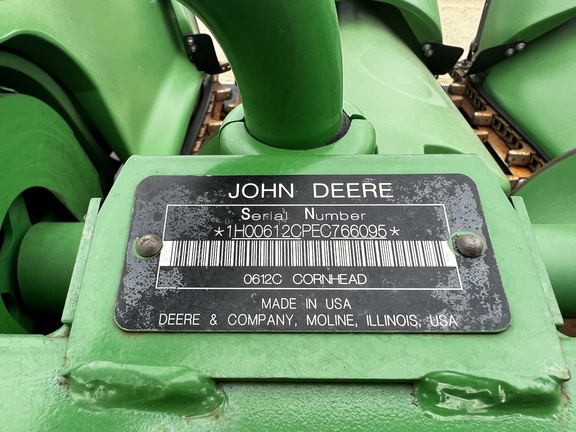 JOHN DEERE
Serial Number
*1H00612CPEC766095*
0612C CORNHEAD
MADE IN USA
DEERE & COMPANY, MOLINE, ILLINOIS, USA